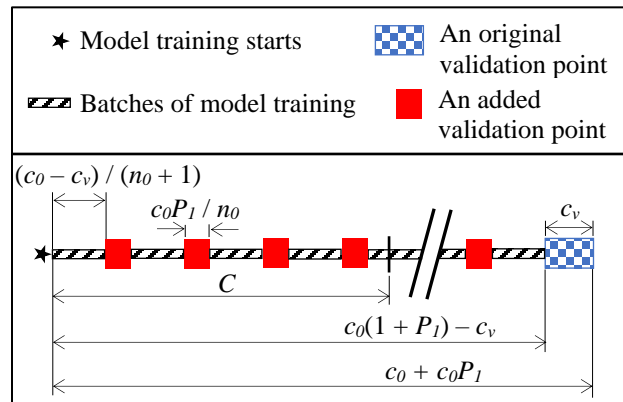 Model training starts
An original
validation point
Batches of model training
An added
validation point
(c₀ – cᵥ) / (n₀ + 1)
c₀P₁ / n₀
cᵥ
C
c₀(1 + P₁) – cᵥ
c₀ + c₀P₁